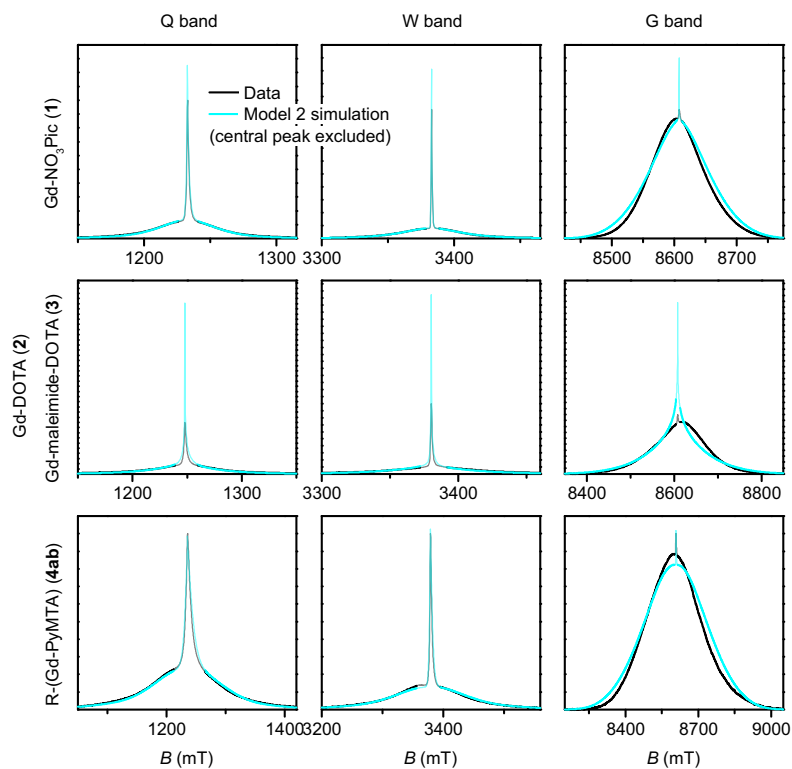 Q band
W band
G band
Gd-NO3Pic (1)
Data
Model 2 simulation
(central peak excluded)
1200 1300
3300 3400
8500 8600 8700
Gd-DOTA (2)
Gd-maleimide-DOTA (3)
1200 1300
3300 3400
8400 8600 8800
R-(Gd-PyMTA) (4ab)
1200 1400
3200 3400
8400 8700 9000
B (mT)
B (mT)
B (mT)